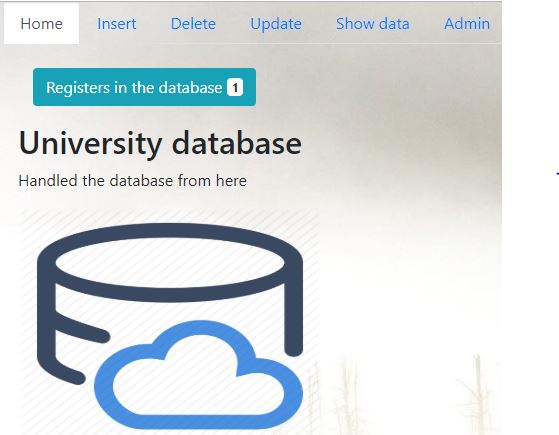 Home Insert Delete Update Show data Admin
Registers in the database 1
University database
Handled the database from here